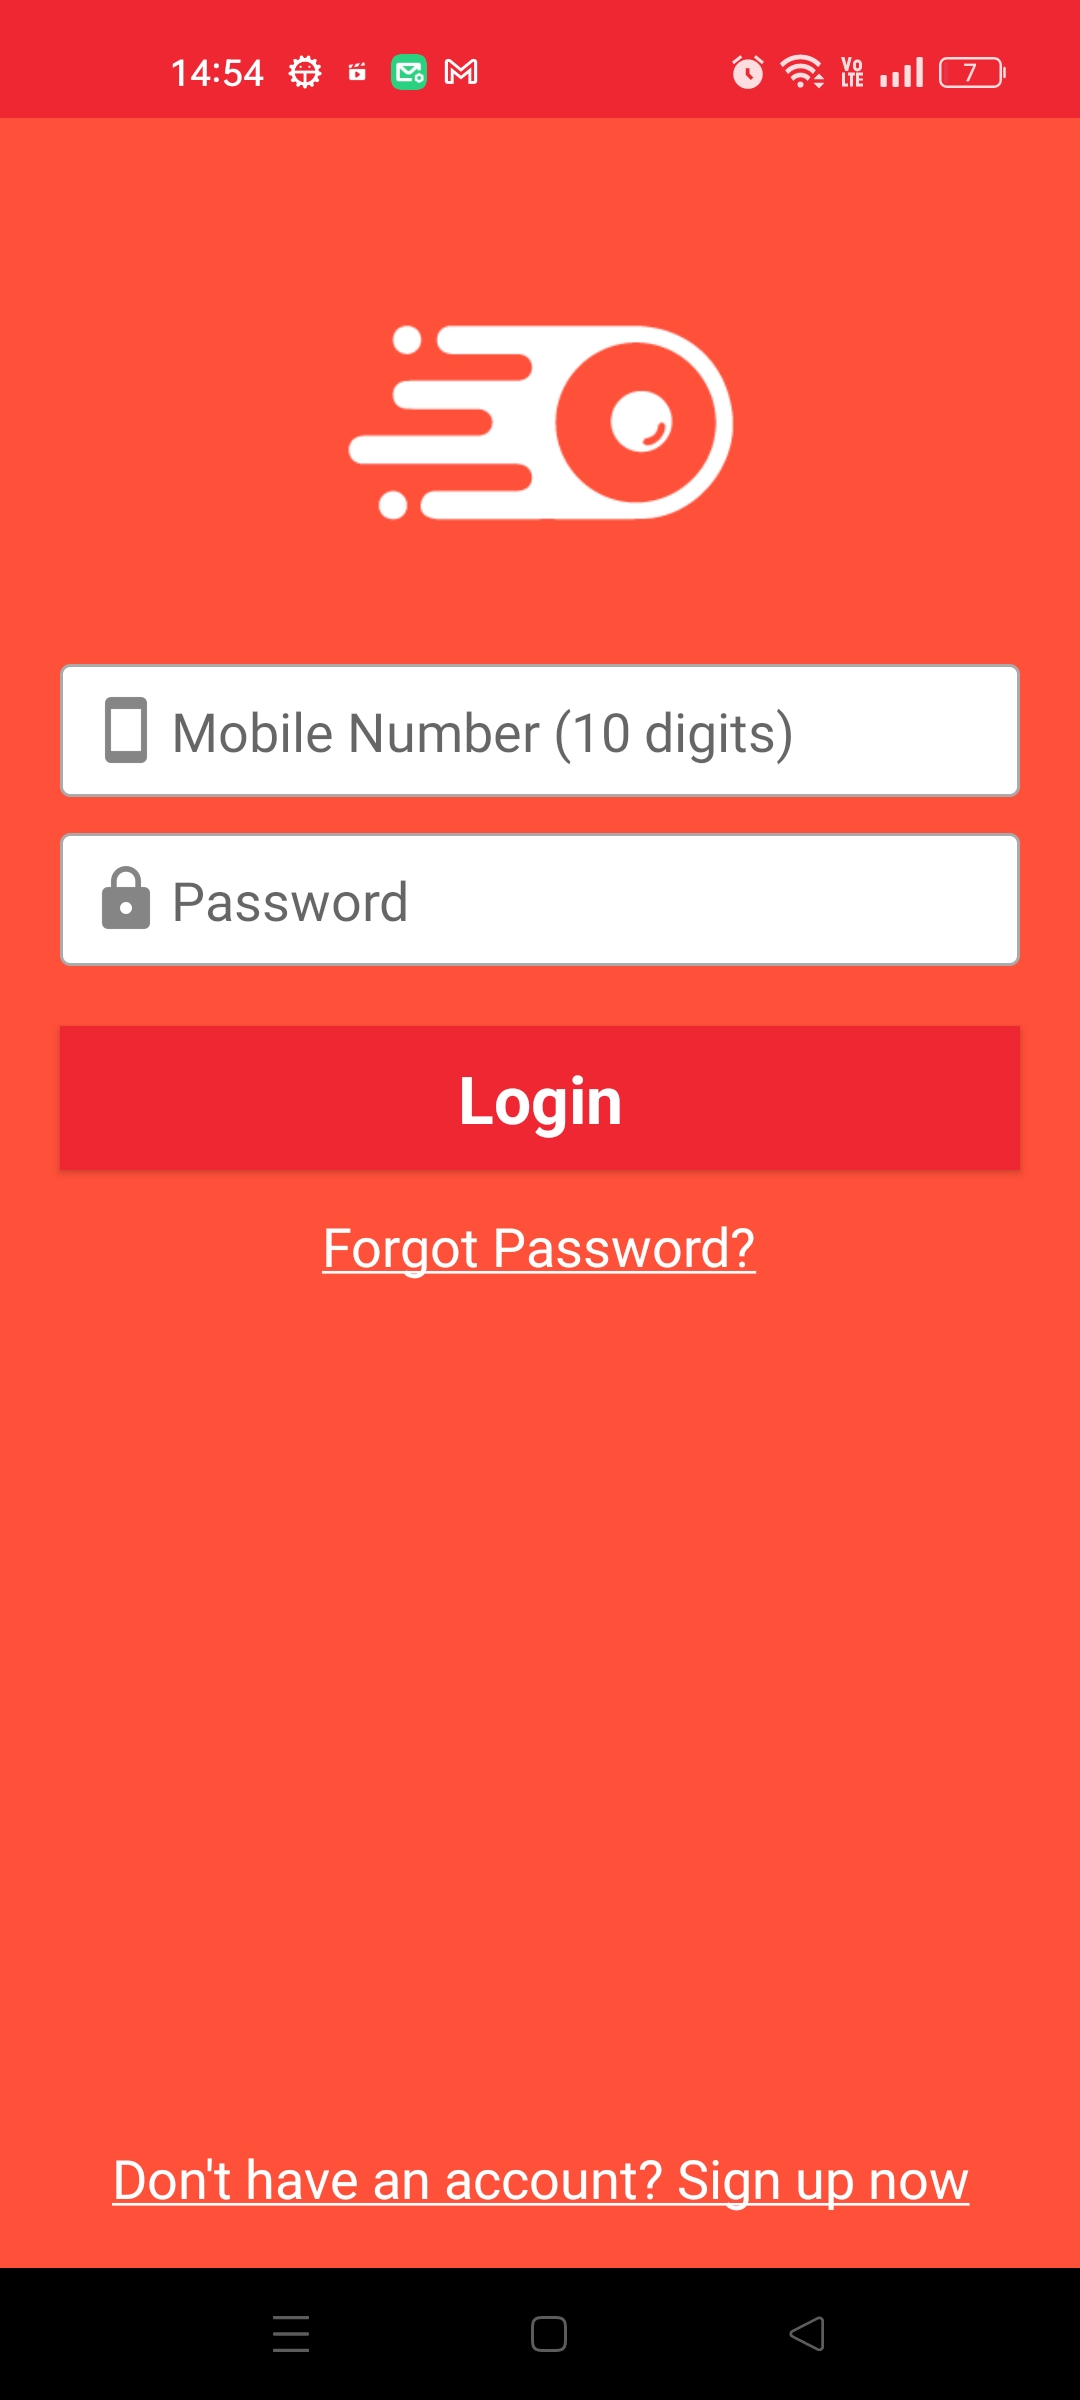 14:54 Vo LTE 7
Mobile Number (10 digits)
Password
Login
Forgot Password?
Don't have an account? Sign up now